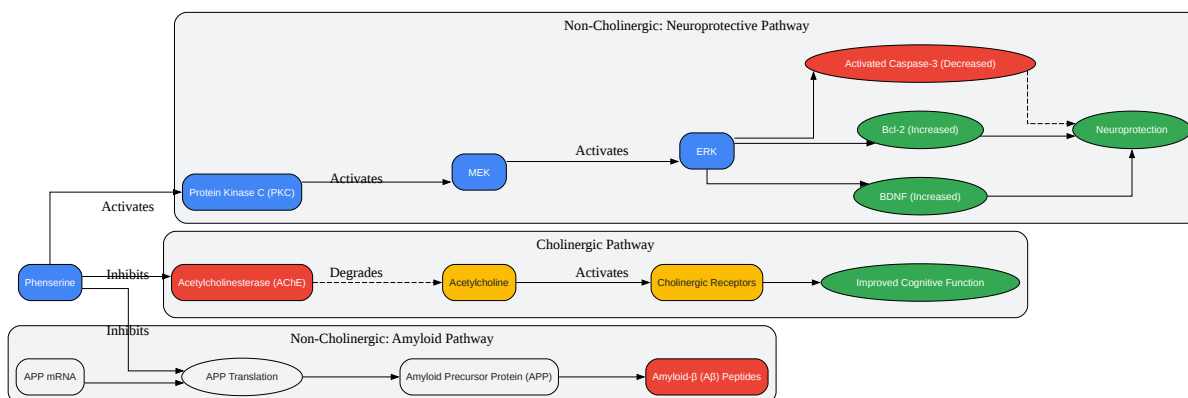 Non-Cholinergic: Neuroprotective Pathway
Activated Caspase-3 (Decreased)
Bcl-2 (Increased)
Neuroprotection
ERK
Activates
MEK
Activates
Protein Kinase C (PKC)
BDNF (Increased)
Activates
Cholinergic Pathway
Phenserine
Inhibits
Acetylcholinesterase (AChE)
Degrades
Acetylcholine
Activates
Cholinergic Receptors
Improved Cognitive Function
Inhibits
Non-Cholinergic: Amyloid Pathway
APP mRNA
APP Translation
Amyloid Precursor Protein (APP)
Amyloid-β (Aβ) Peptides